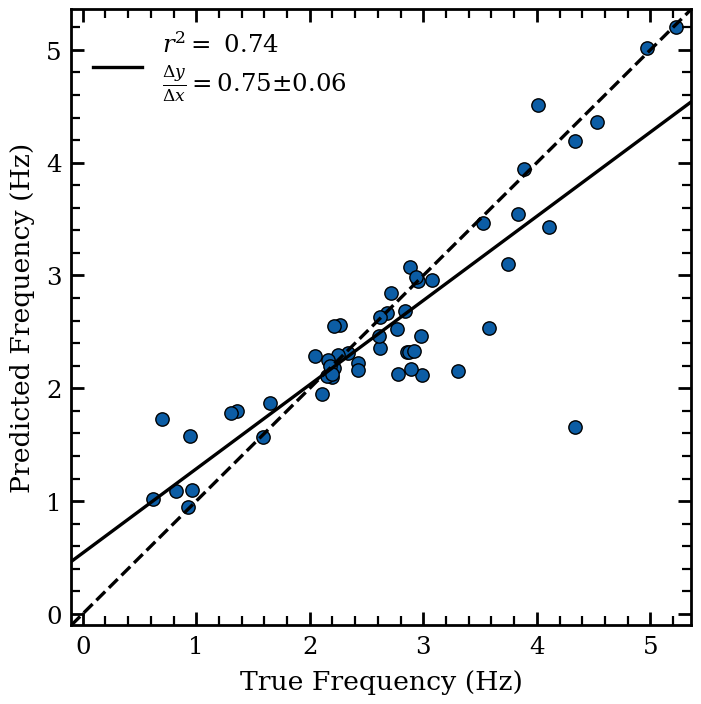 r² = 0.74
Δy/Δx = 0.75±0.06
Predicted Frequency (Hz)
5
4
3
2
1
0
0 1 2 3 4 5
True Frequency (Hz)